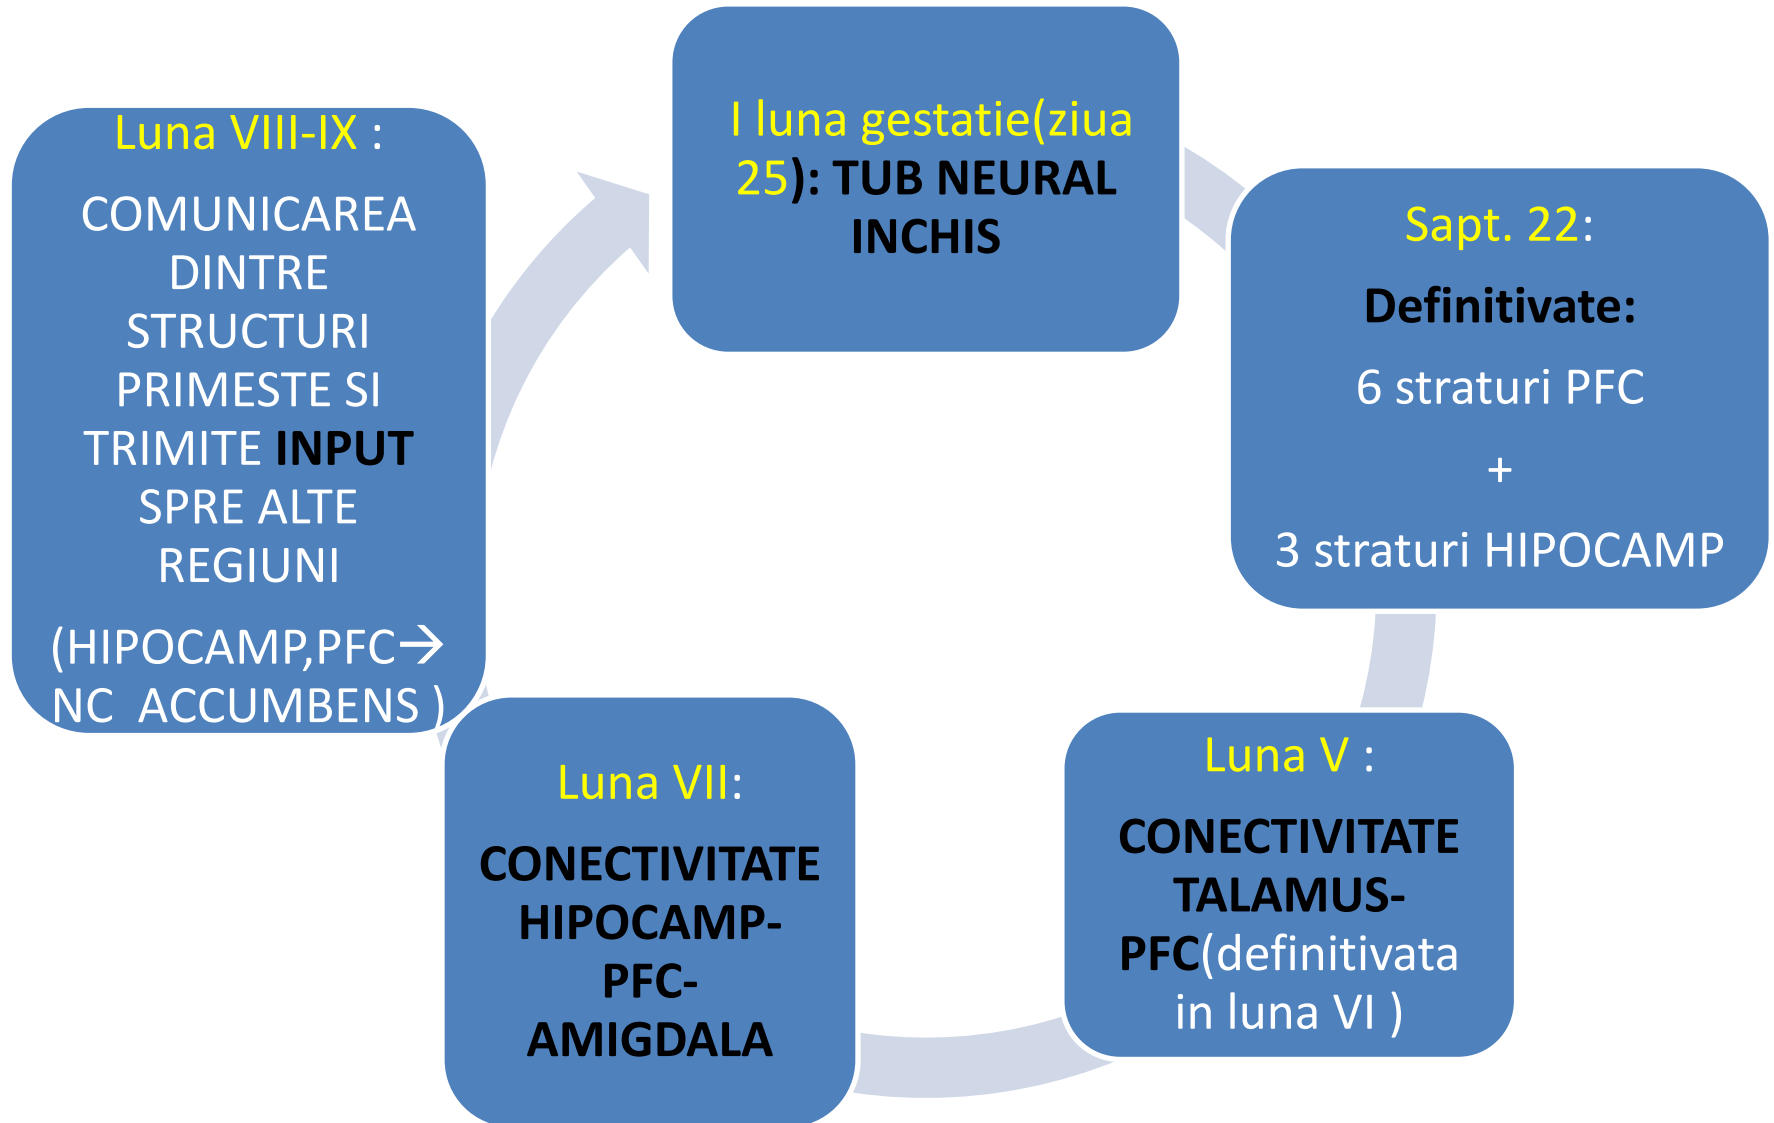 I luna gestatie(ziua
25): TUB NEURAL
INCHIS
Sapt. 22:
Definitivate:
6 straturi PFC
+
3 straturi HIPOCAMP
Luna V :
CONECTIVITATE
TALAMUS-
PFC(definitivata
in luna VI )
Luna VII:
CONECTIVITATE
HIPOCAMP-
PFC-
AMIGDALA
Luna VIII-IX :
COMUNICAREA
DINTRE
STRUCTURI
PRIMESTE SI
TRIMITE INPUT
SPRE ALTE
REGIUNI
(HIPOCAMP,PFC→
NC ACCUMBENS )